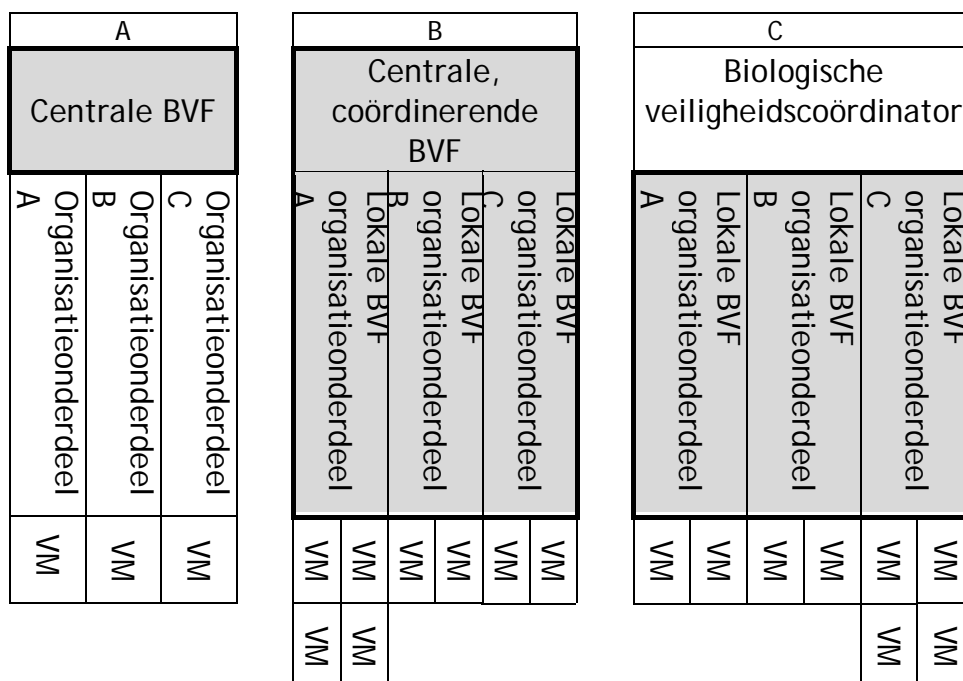 A
Centrale BVF
Organisatieonderdeel
A
Organisatieonderdeel
B
Organisatieonderdeel
C
VM
VM
VM
B
Centrale,
coördinerende
BVF
Lokale BVF
organisatieonderdeel
A
Lokale BVF
organisatieonderdeel
B
Lokale BVF
organisatieonderdeel
C
VM
VM
VM
VM
VM
VM
VM
VM
C
Biologische
veiligheidscoördinator
Lokale BVF
organisatieonderdeel
A
Lokale BVF
organisatieonderdeel
B
Lokale BVF
organisatieonderdeel
C
VM
VM
VM
VM
VM
VM
VM
VM